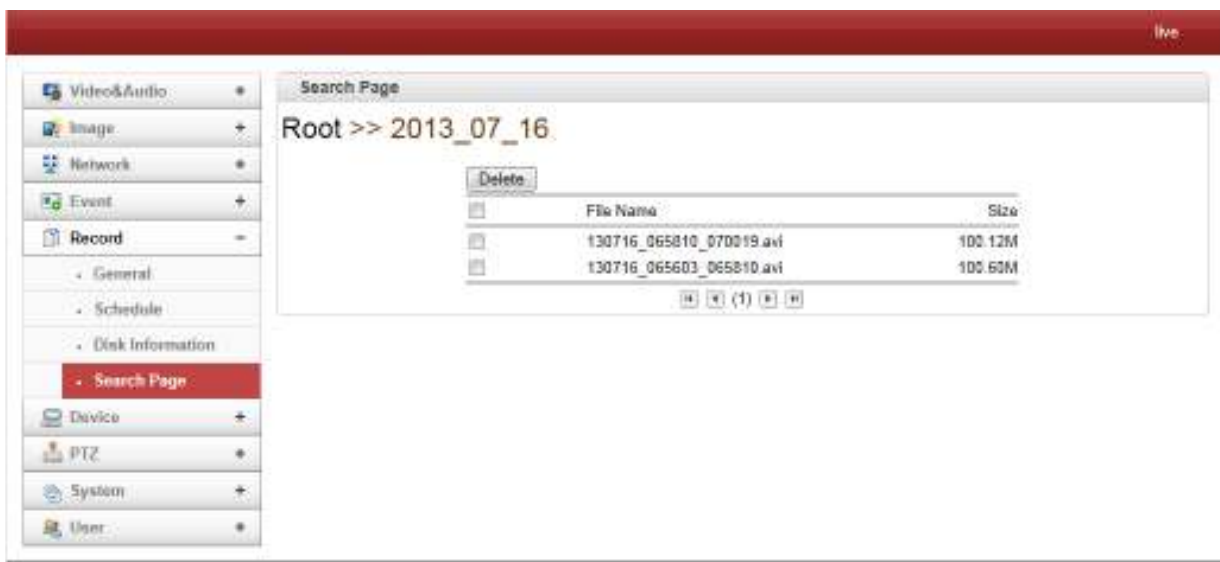 live
Video&Audio +
Image +
Network +
Event +
Record -
General
Schedule
Disk Information
Search Page
Device +
PTZ +
System +
User +
Search Page
Root >> 2013_07_16
Delete
File Name Size
130716_065810_070019.avi 100.12M
130716_065603_065810.avi 100.60M
(1)